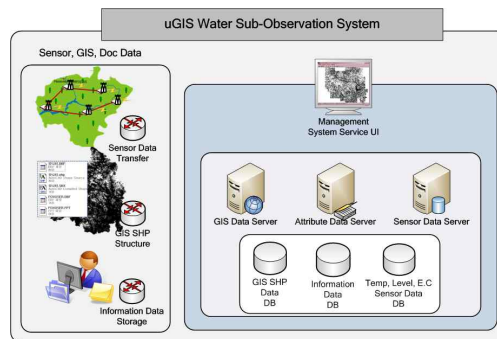 uGIS Water Sub-Observation System
Sensor, GIS, Doc Data
Sensor Data
Transfer
GIS SHP
Structure
Information Data
Storage
Management
System Service UI
GIS Data Server
Attribute Data Server
Sensor Data Server
GIS SHP
Data
DB
Information
Data
DB
Temp, Level, E.C
Sensor Data
DB